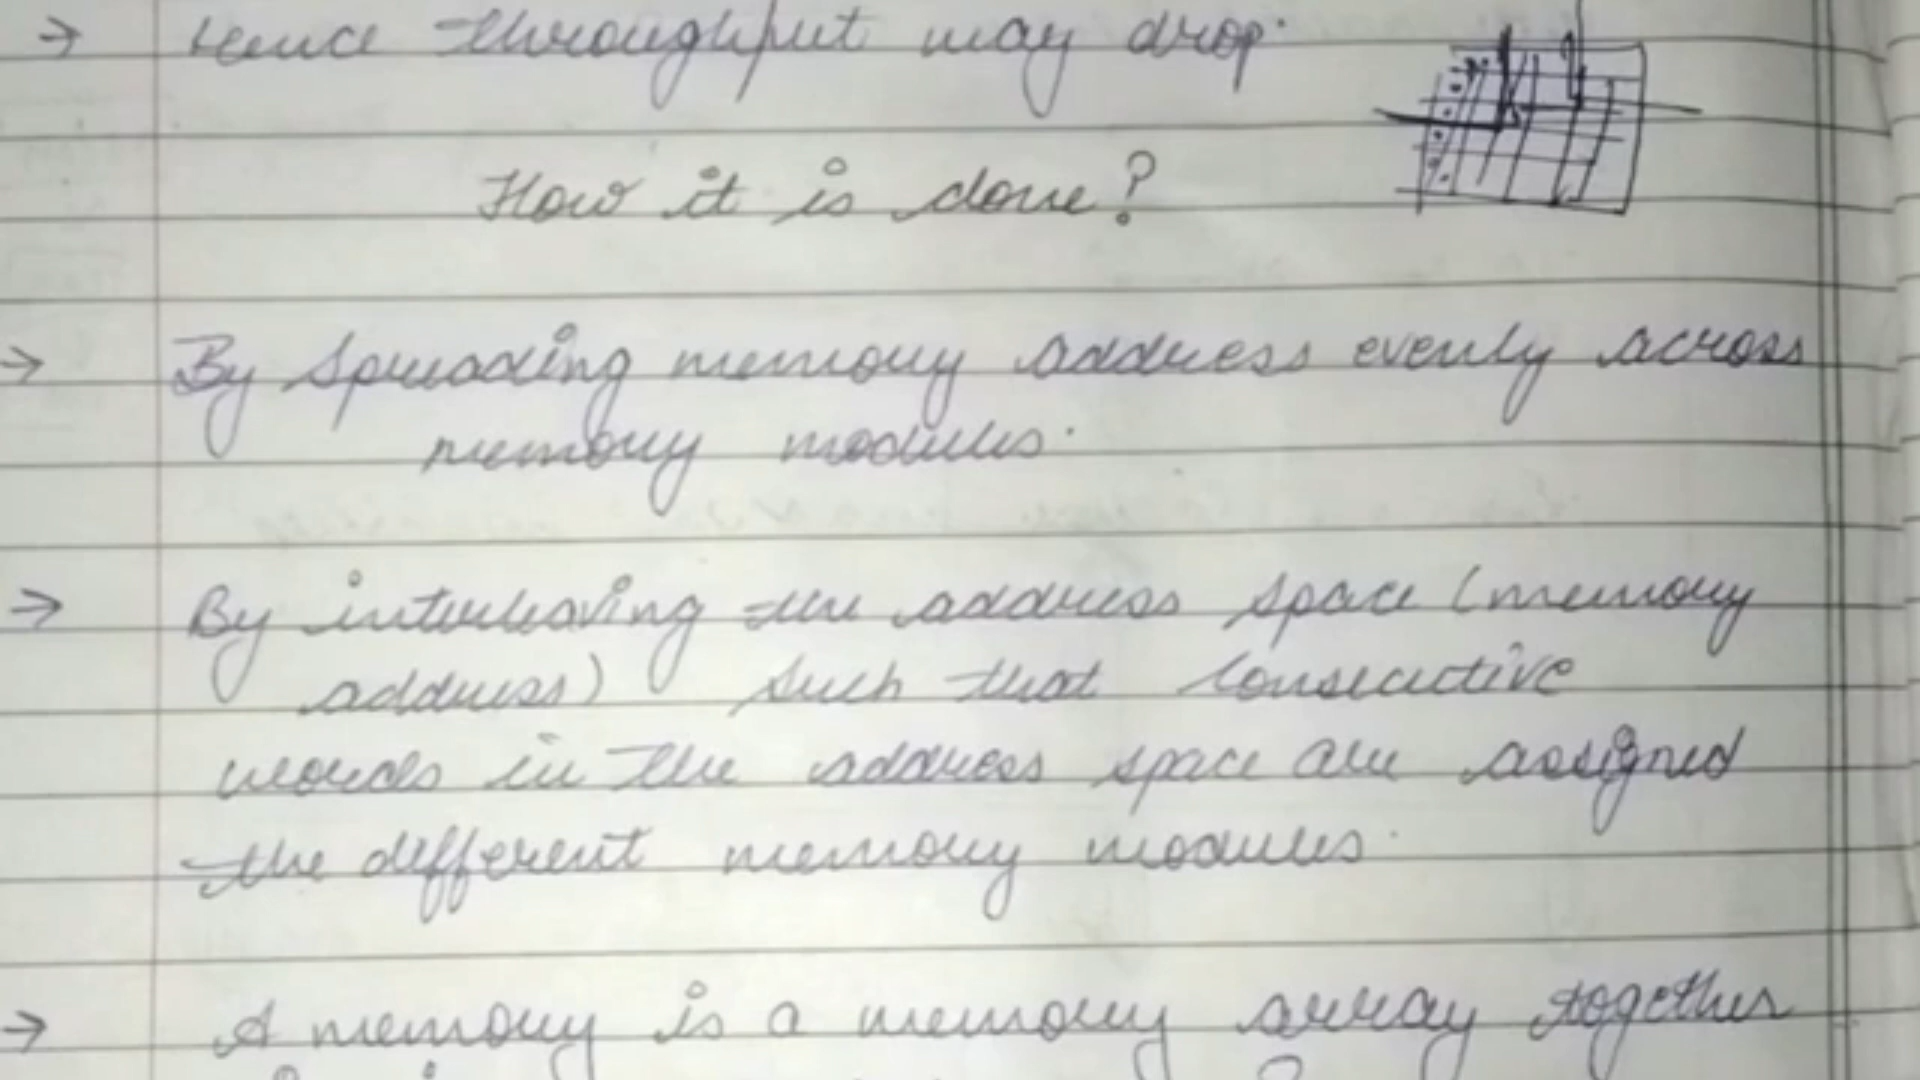 → Hence throughput may drop.
How it is done?
→ By spreading memory address evenly across
memory modules.
→ By interleaving the address space (memory
address) such that consecutive
words in the address space are assigned
the different memory modules.
→ A memory is a memory array together